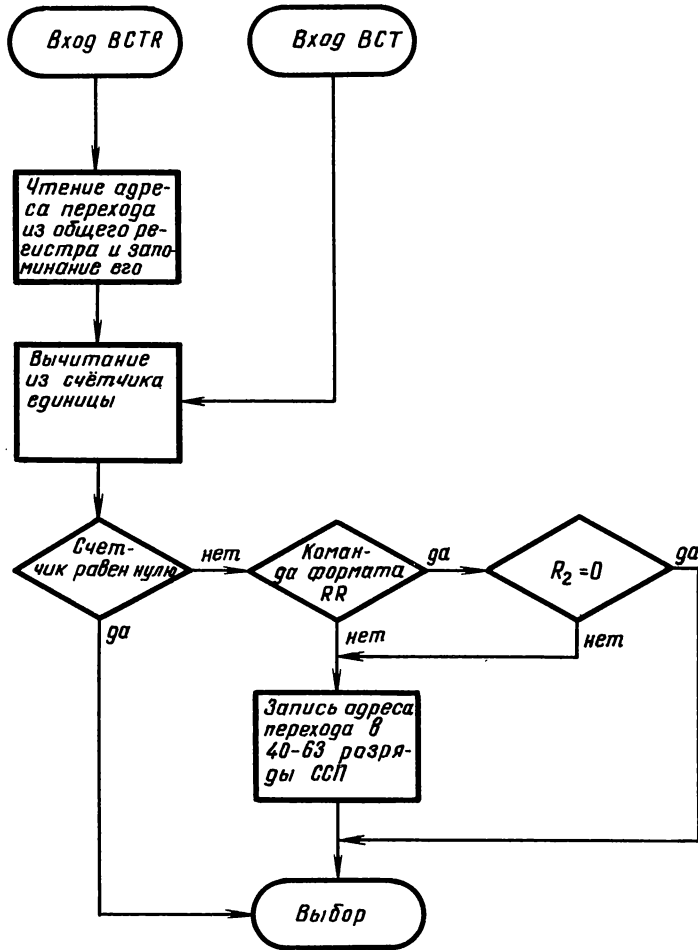 Вход BCTR
Вход BCT
Чтение адре-
са перехода
из общего ре-
гистра и запо-
минание его
Вычитание
из счётчика
единицы
Счет-
чик равен нулю
нет
Коман-
да формата
RR
да
R₂=0
да
да
нет
нет
Запись адреса
перехода в
40-63 разря-
ды ССП
Выбор